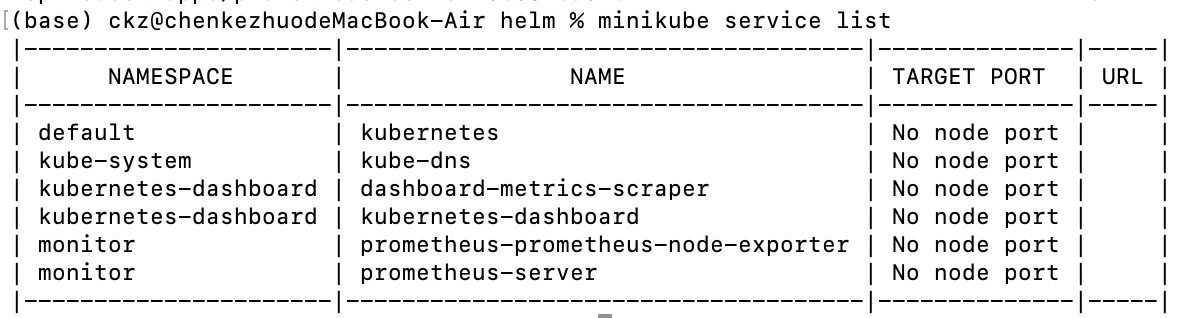 (base) ckz@chenkezhuodeMacBook-Air helm % minikube service list
|----------------------|------------------------------------|--------------|-----|
| NAMESPACE | NAME | TARGET PORT | URL |
|----------------------|------------------------------------|--------------|-----|
| default | kubernetes | No node port | |
| kube-system | kube-dns | No node port | |
| kubernetes-dashboard | dashboard-metrics-scraper | No node port | |
| kubernetes-dashboard | kubernetes-dashboard | No node port | |
| monitor | prometheus-prometheus-node-exporter | No node port | |
| monitor | prometheus-server | No node port | |
|----------------------|------------------------------------|--------------|-----|